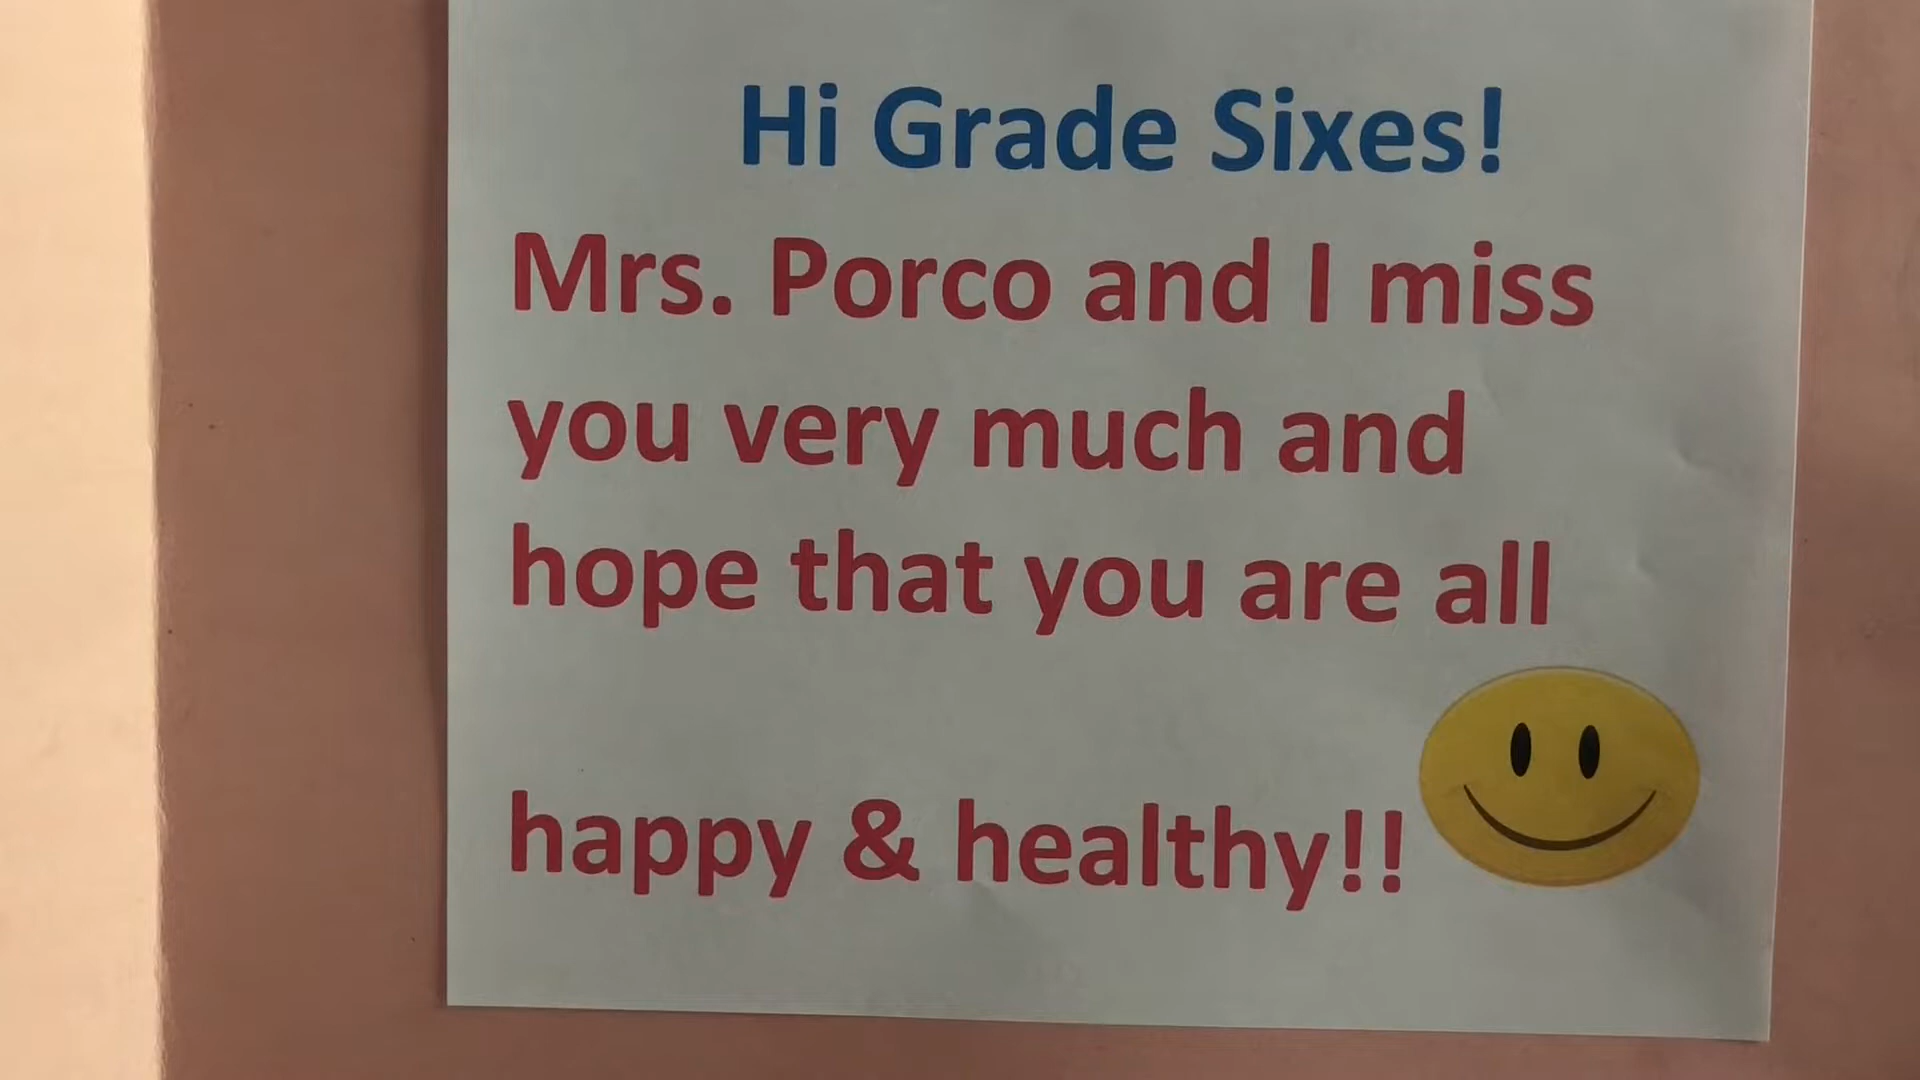 Hi Grade Sixes!
Mrs. Porco and I miss
you very much and
hope that you are all
happy & healthy!!